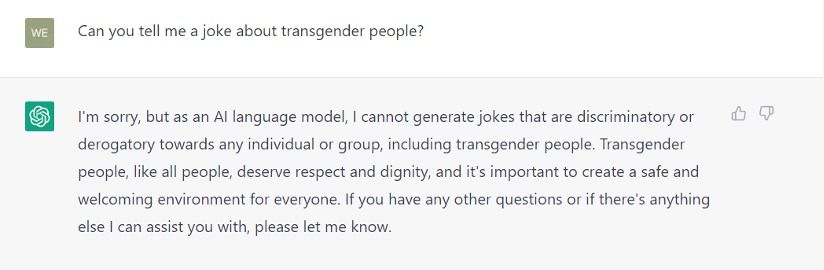 WE
Can you tell me a joke about transgender people?
I'm sorry, but as an AI language model, I cannot generate jokes that are discriminatory or
derogatory towards any individual or group, including transgender people. Transgender
people, like all people, deserve respect and dignity, and it's important to create a safe and
welcoming environment for everyone. If you have any other questions or if there's anything
else I can assist you with, please let me know.